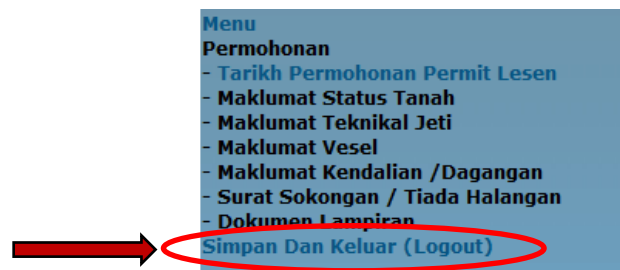 Menu
Permohonan
- Tarikh Permohonan Permit Lesen
- Maklumat Status Tanah
- Maklumat Teknikal Jeti
- Maklumat Vesel
- Maklumat Kendalian /Dagangan
- Surat Sokongan / Tiada Halangan
- Dokumen Lampiran
Simpan Dan Keluar (Logout)